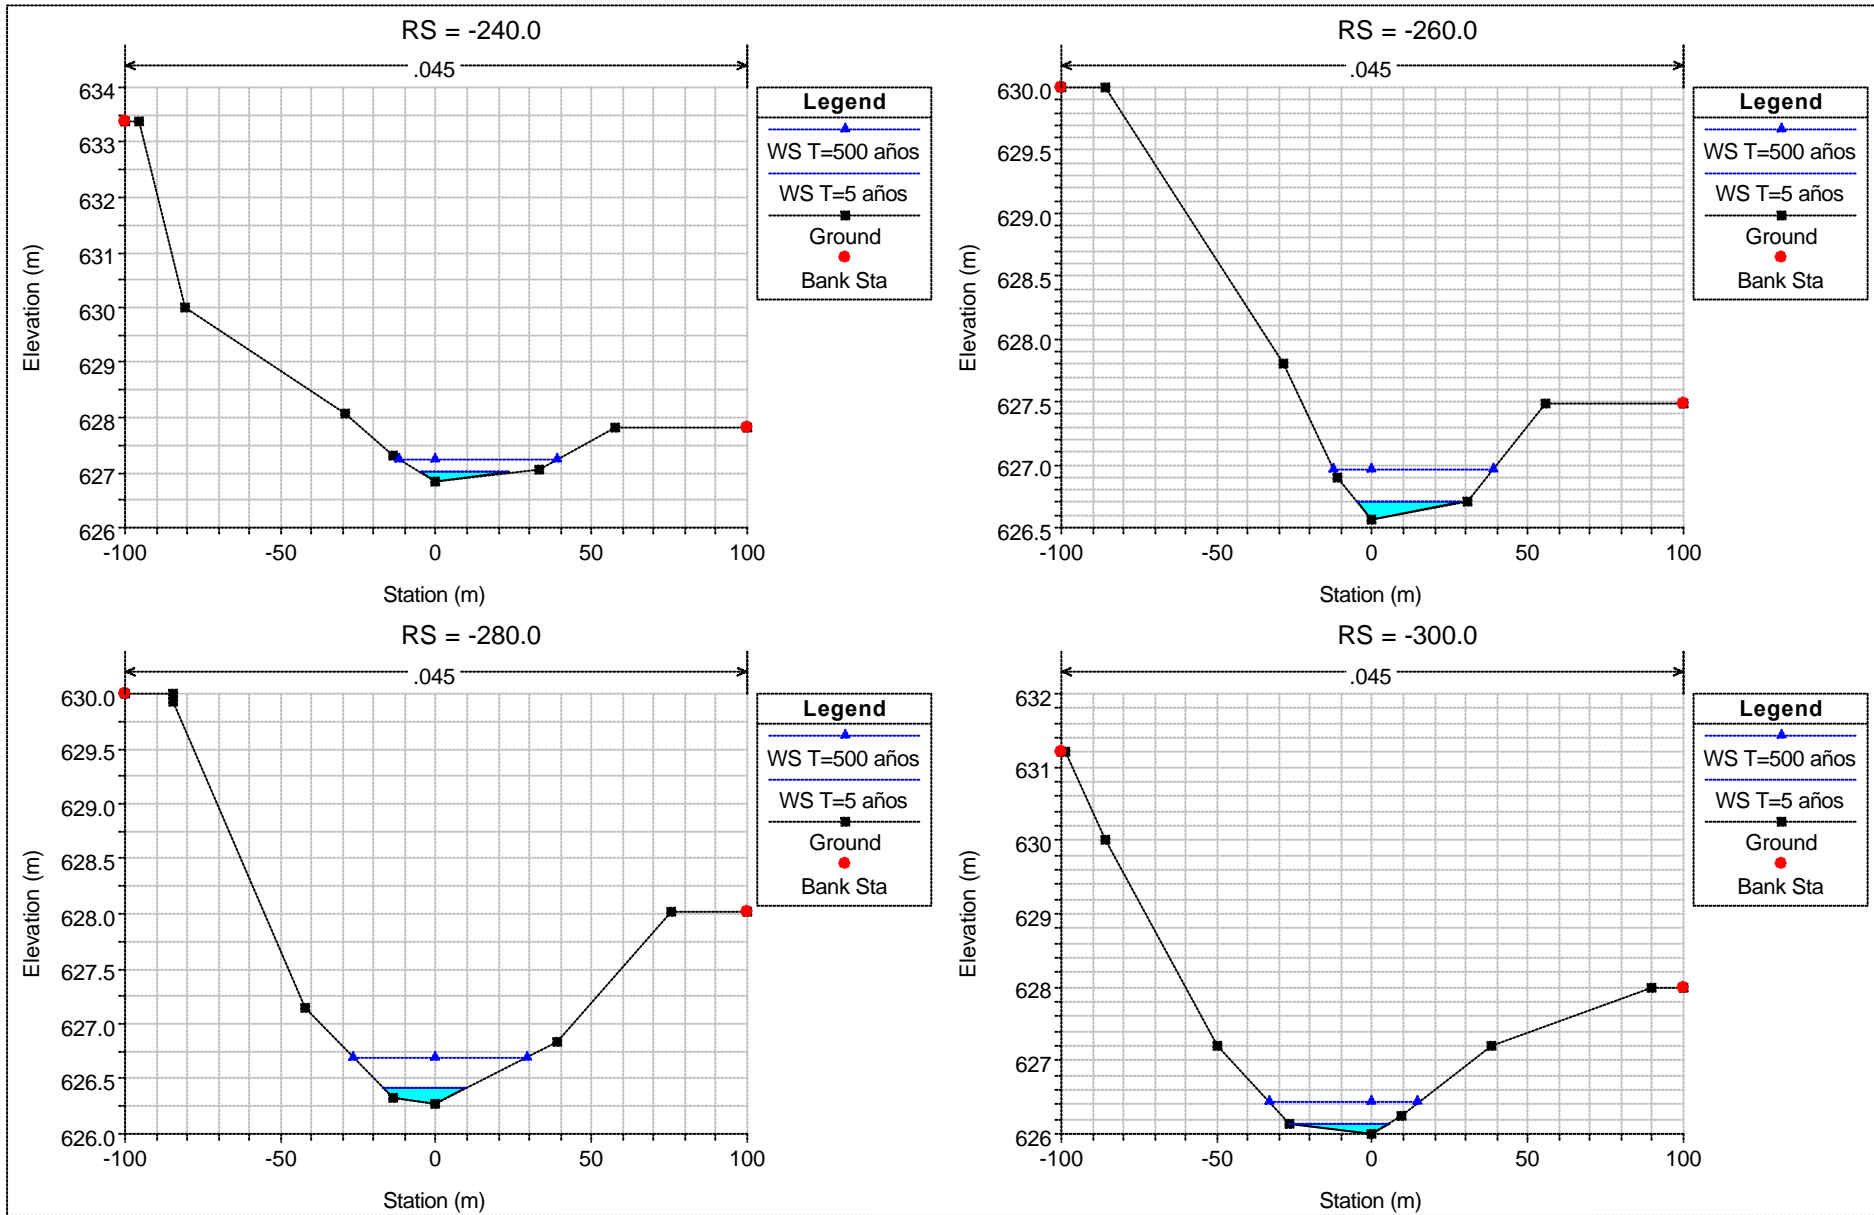 RS = -240.0
.045
634
633
632
631
630
629
628
627
626
-100
-50
0
50
100
Elevation (m)
Station (m)
Legend
WS T=500 años
WS T=5 años
Ground
Bank Sta
RS = -260.0
.045
630.0
629.5
629.0
628.5
628.0
627.5
627.0
626.5
-100
-50
0
50
100
Elevation (m)
Station (m)
Legend
WS T=500 años
WS T=5 años
Ground
Bank Sta
RS = -280.0
.045
630.0
629.5
629.0
628.5
628.0
627.5
627.0
626.5
626.0
-100
-50
0
50
100
Elevation (m)
Station (m)
Legend
WS T=500 años
WS T=5 años
Ground
Bank Sta
RS = -300.0
.045
632
631
630
629
628
627
626
-100
-50
0
50
100
Elevation (m)
Station (m)
Legend
WS T=500 años
WS T=5 años
Ground
Bank Sta